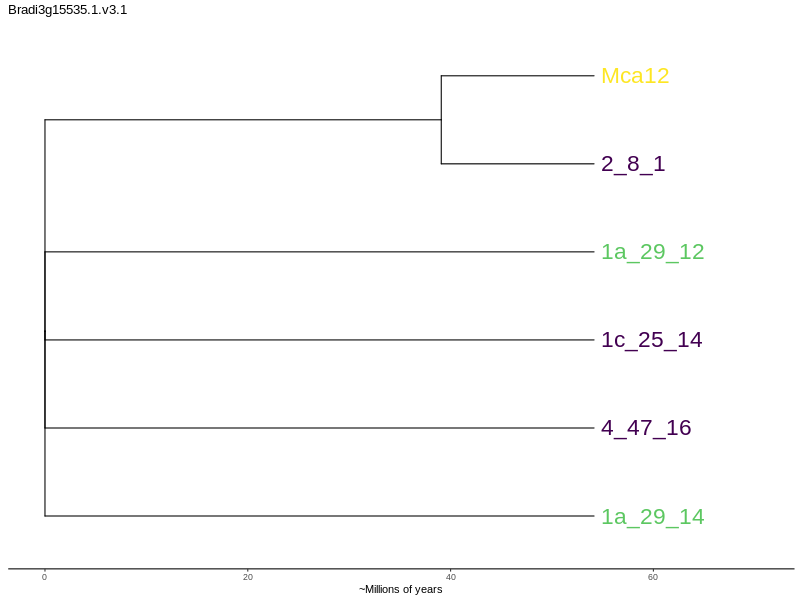 Bradi3g15535.1.v3.1
Mca12
2_8_1
1a_29_12
1c_25_14
4_47_16
1a_29_14
0 20 40 60
~Millions of years